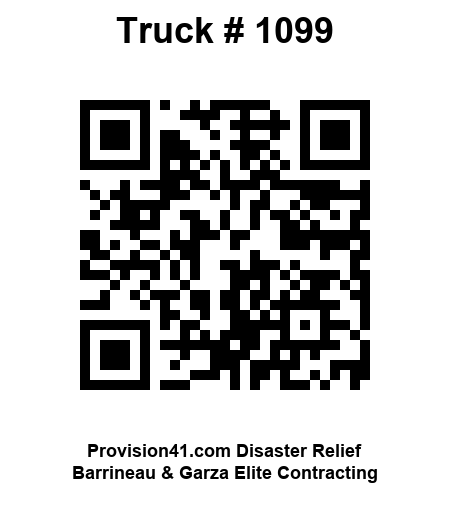 Truck # 1099
Provision41.com Disaster Relief
Barrineau & Garza Elite Contracting